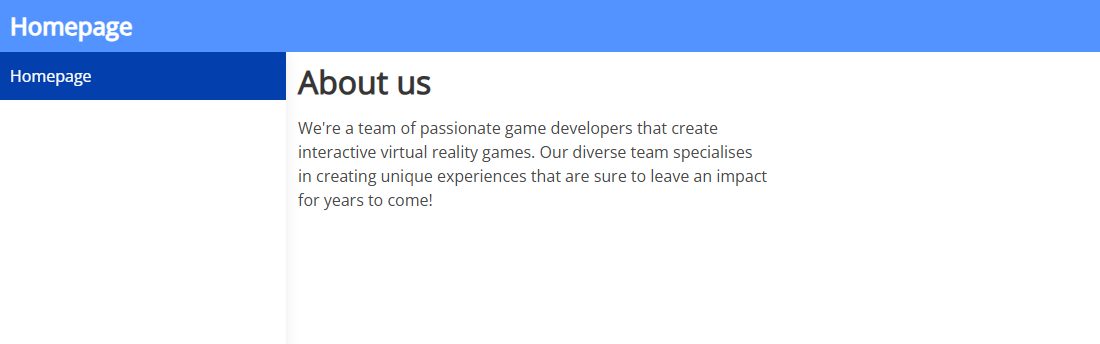 Homepage
Homepage
About us
We're a team of passionate game developers that create
interactive virtual reality games. Our diverse team specialises
in creating unique experiences that are sure to leave an impact
for years to come!